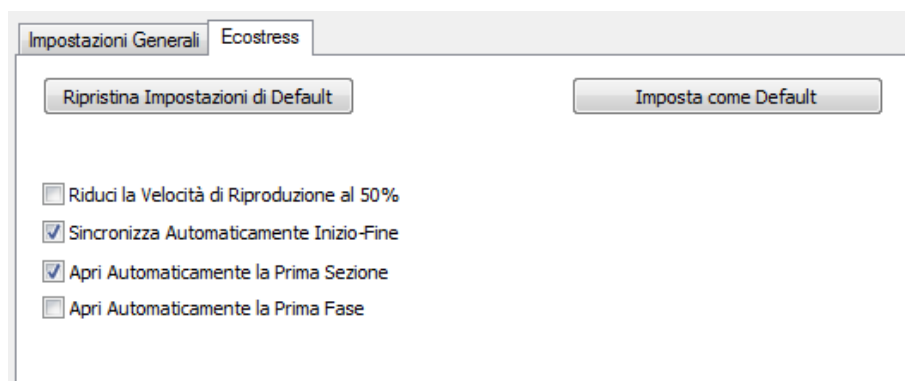 Impostazioni Generali Ecostress
Ripristina Impostazioni di Default Imposta come Default
Riduci la Velocità di Riproduzione al 50%
Sincronizza Automaticamente Inizio-Fine
Apri Automaticamente la Prima Sezione
Apri Automaticamente la Prima Fase